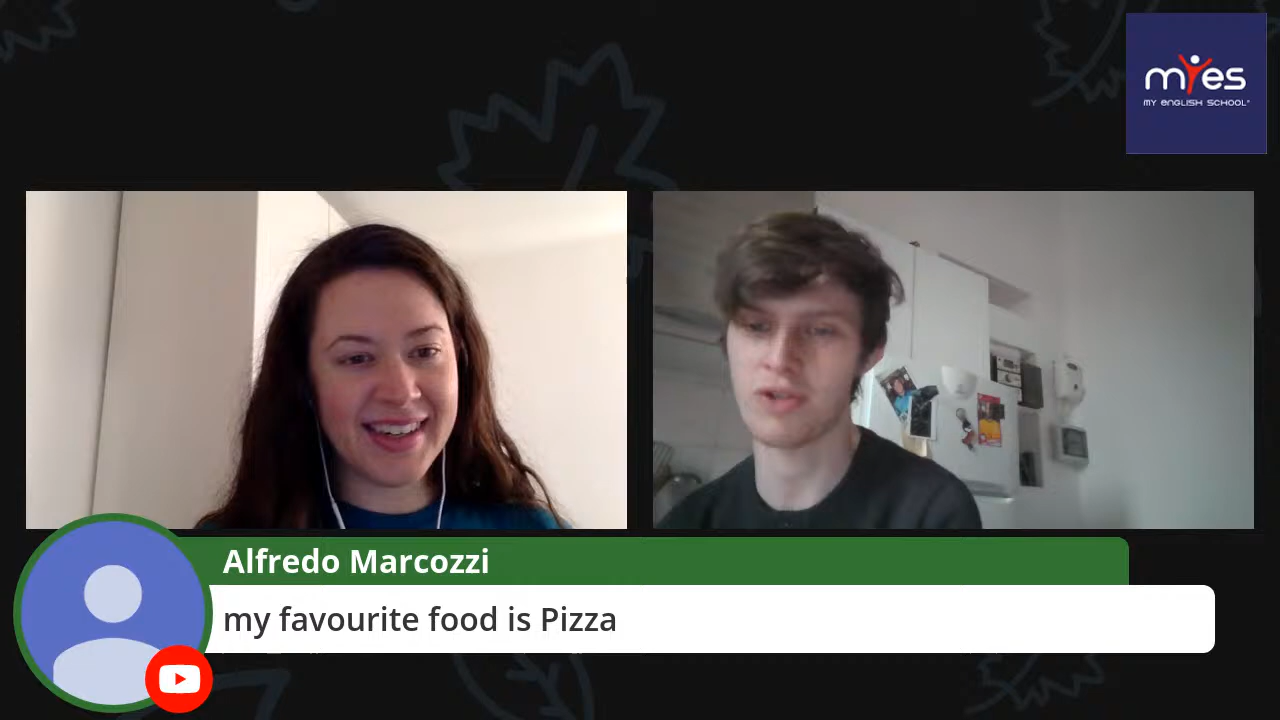 myes
MY ENGLISH SCHOOL
Alfredo Marcozzi
my favourite food is Pizza